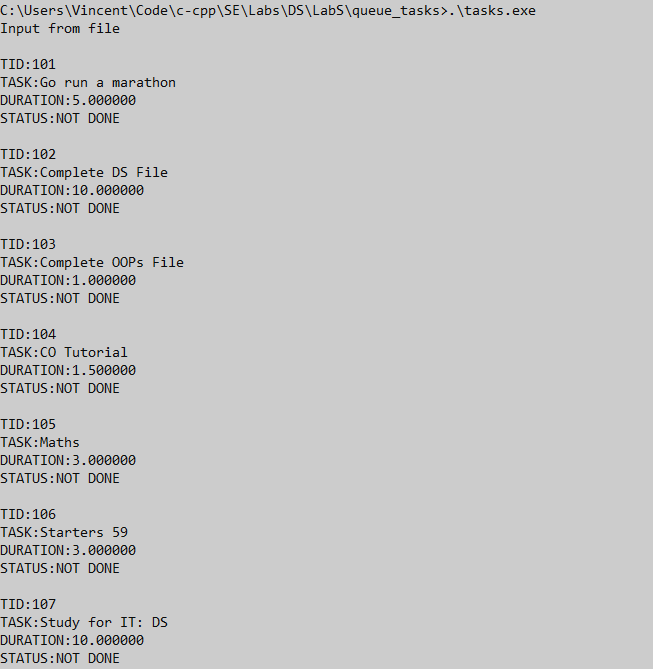 C:\Users\Vincent\Code\c-cpp\SE\Labs\DS\LabS\queue_tasks>.\tasks.exe
Input from file
TID:101
TASK:Go run a marathon
DURATION:5.000000
STATUS:NOT DONE
TID:102
TASK:Complete DS File
DURATION:10.000000
STATUS:NOT DONE
TID:103
TASK:Complete OOPs File
DURATION:1.000000
STATUS:NOT DONE
TID:104
TASK:CO Tutorial
DURATION:1.500000
STATUS:NOT DONE
TID:105
TASK:Maths
DURATION:3.000000
STATUS:NOT DONE
TID:106
TASK:Starters 59
DURATION:3.000000
STATUS:NOT DONE
TID:107
TASK:Study for IT: DS
DURATION:10.000000
STATUS:NOT DONE